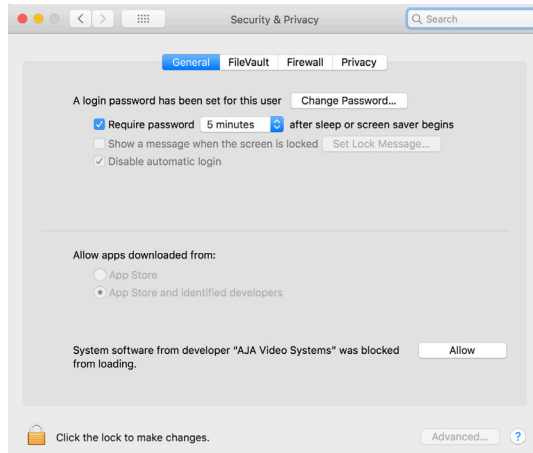 Security & Privacy
Search
General FileVault Firewall Privacy
A login password has been set for this user Change Password...
Require password 5 minutes after sleep or screen saver begins
Show a message when the screen is locked Set Lock Message...
Disable automatic login
Allow apps downloaded from:
App Store
App Store and identified developers
System software from developer “AJA Video Systems” was blocked Allow
from loading.
Click the lock to make changes. Advanced... ?